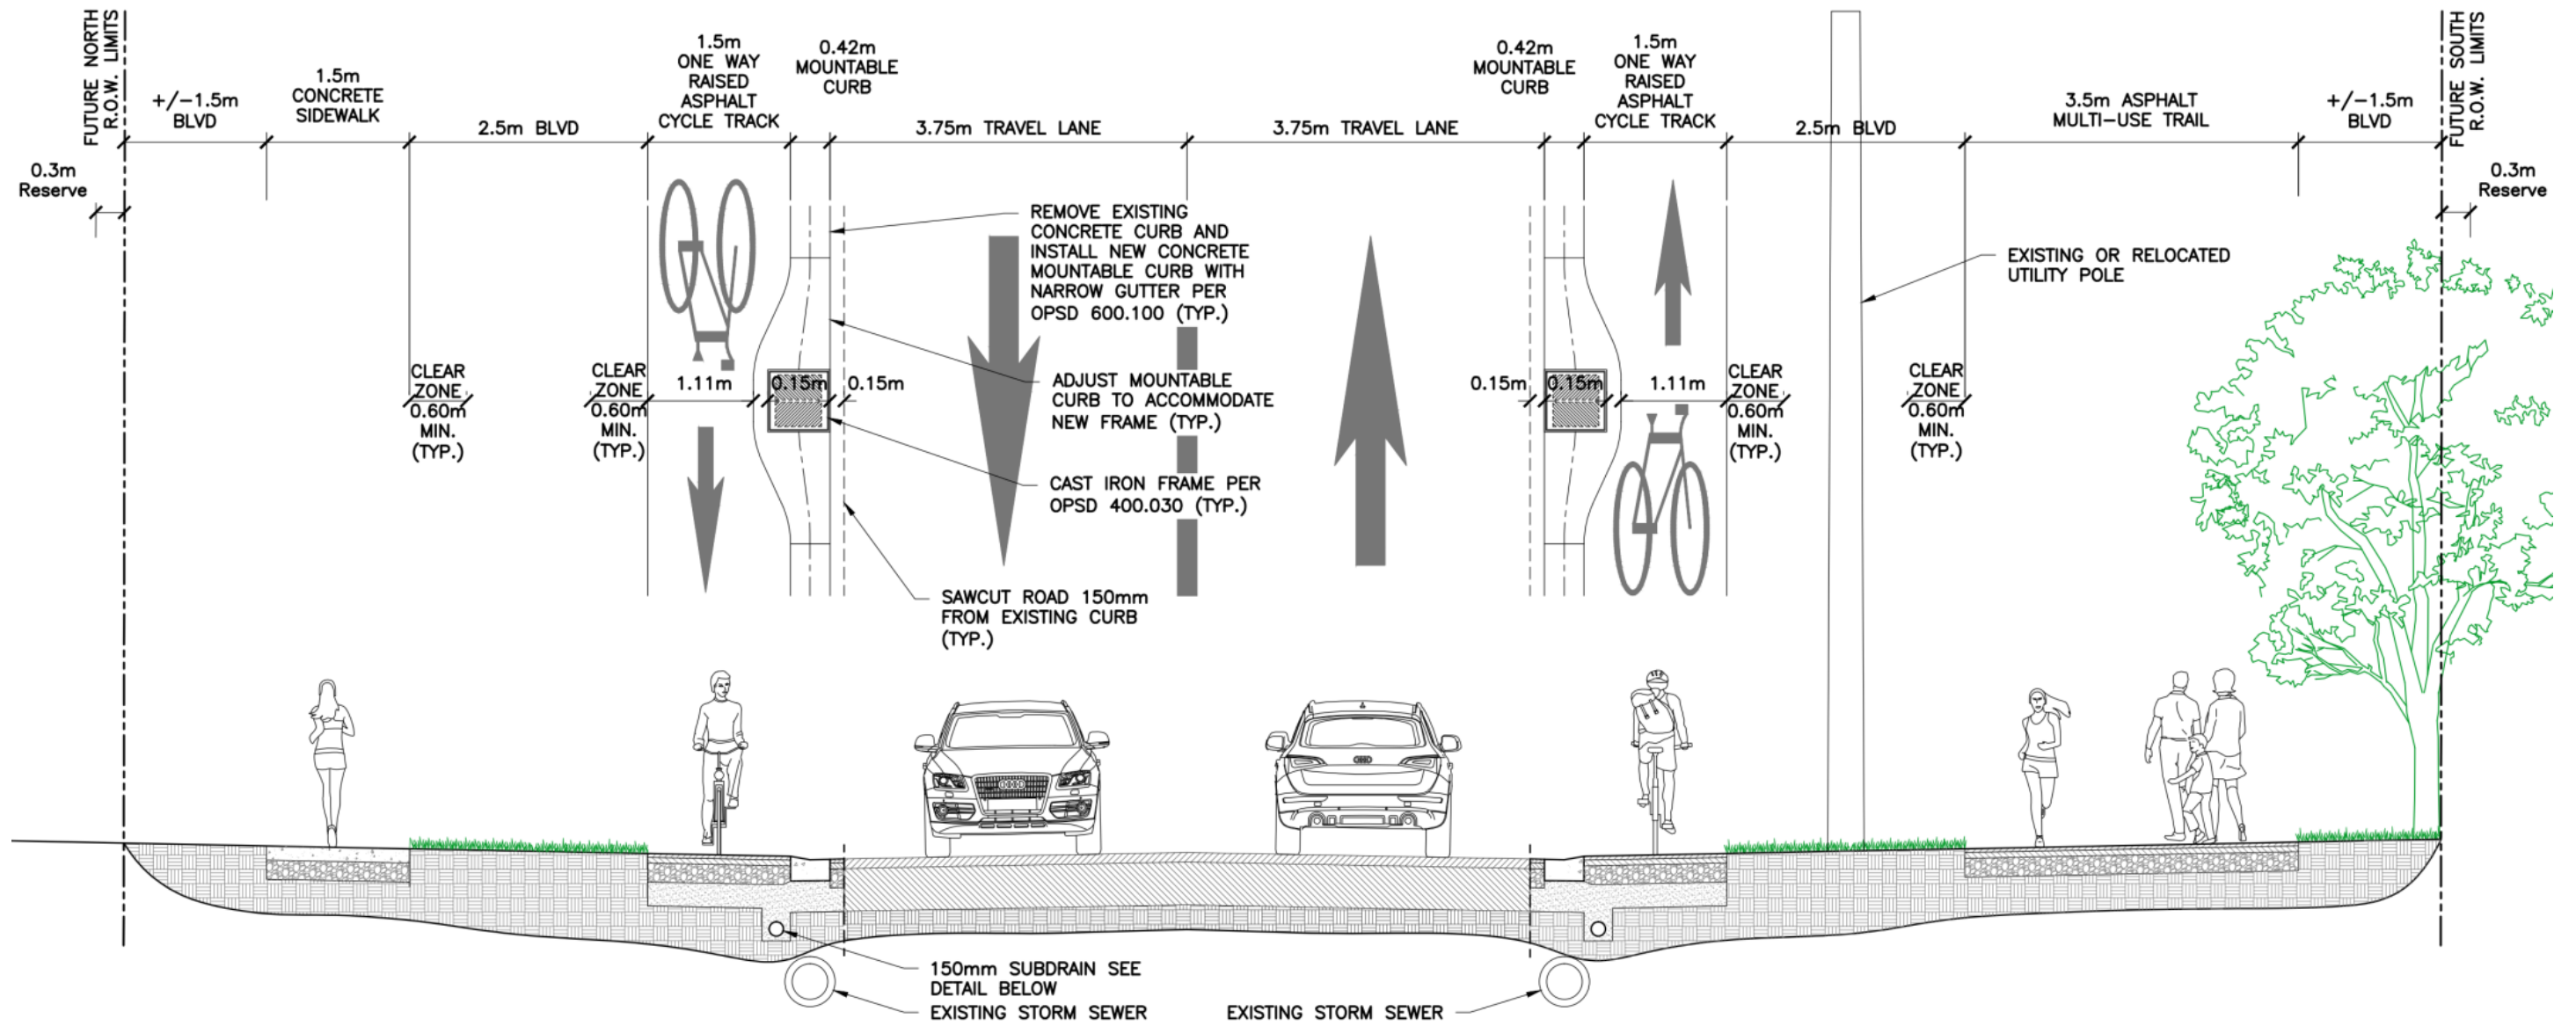 FUTURE NORTH
R.O.W. LIMITS
+/-1.5m
BLVD
1.5m
CONCRETE
SIDEWALK
2.5m BLVD
1.5m
ONE WAY
RAISED
ASPHALT
CYCLE TRACK
0.42m
MOUNTABLE
CURB
3.75m TRAVEL LANE
3.75m TRAVEL LANE
0.42m
MOUNTABLE
CURB
1.5m
ONE WAY
RAISED
ASPHALT
CYCLE TRACK
2.5m BLVD
3.5m ASPHALT
MULTI-USE TRAIL
+/-1.5m
BLVD
FUTURE SOUTH
R.O.W. LIMITS
0.3m
Reserve
0.3m
Reserve
REMOVE EXISTING
CONCRETE CURB AND
INSTALL NEW CONCRETE
MOUNTABLE CURB WITH
NARROW GUTTER PER
OPSD 600.100 (TYP.)
EXISTING OR RELOCATED
UTILITY POLE
CLEAR
ZONE
0.60m
MIN.
(TYP.)
CLEAR
ZONE
0.60m
MIN.
(TYP.)
1.11m
0.15m
0.15m
ADJUST MOUNTABLE
CURB TO ACCOMMODATE
NEW FRAME (TYP.)
0.15m
0.15m
1.11m
CLEAR
ZONE
0.60m
MIN.
(TYP.)
CLEAR
ZONE
0.60m
MIN.
(TYP.)
CAST IRON FRAME PER
OPSD 400.030 (TYP.)
SAWCUT ROAD 150mm
FROM EXISTING CURB
(TYP.)
150mm SUBDRAIN SEE
DETAIL BELOW
EXISTING STORM SEWER
EXISTING STORM SEWER